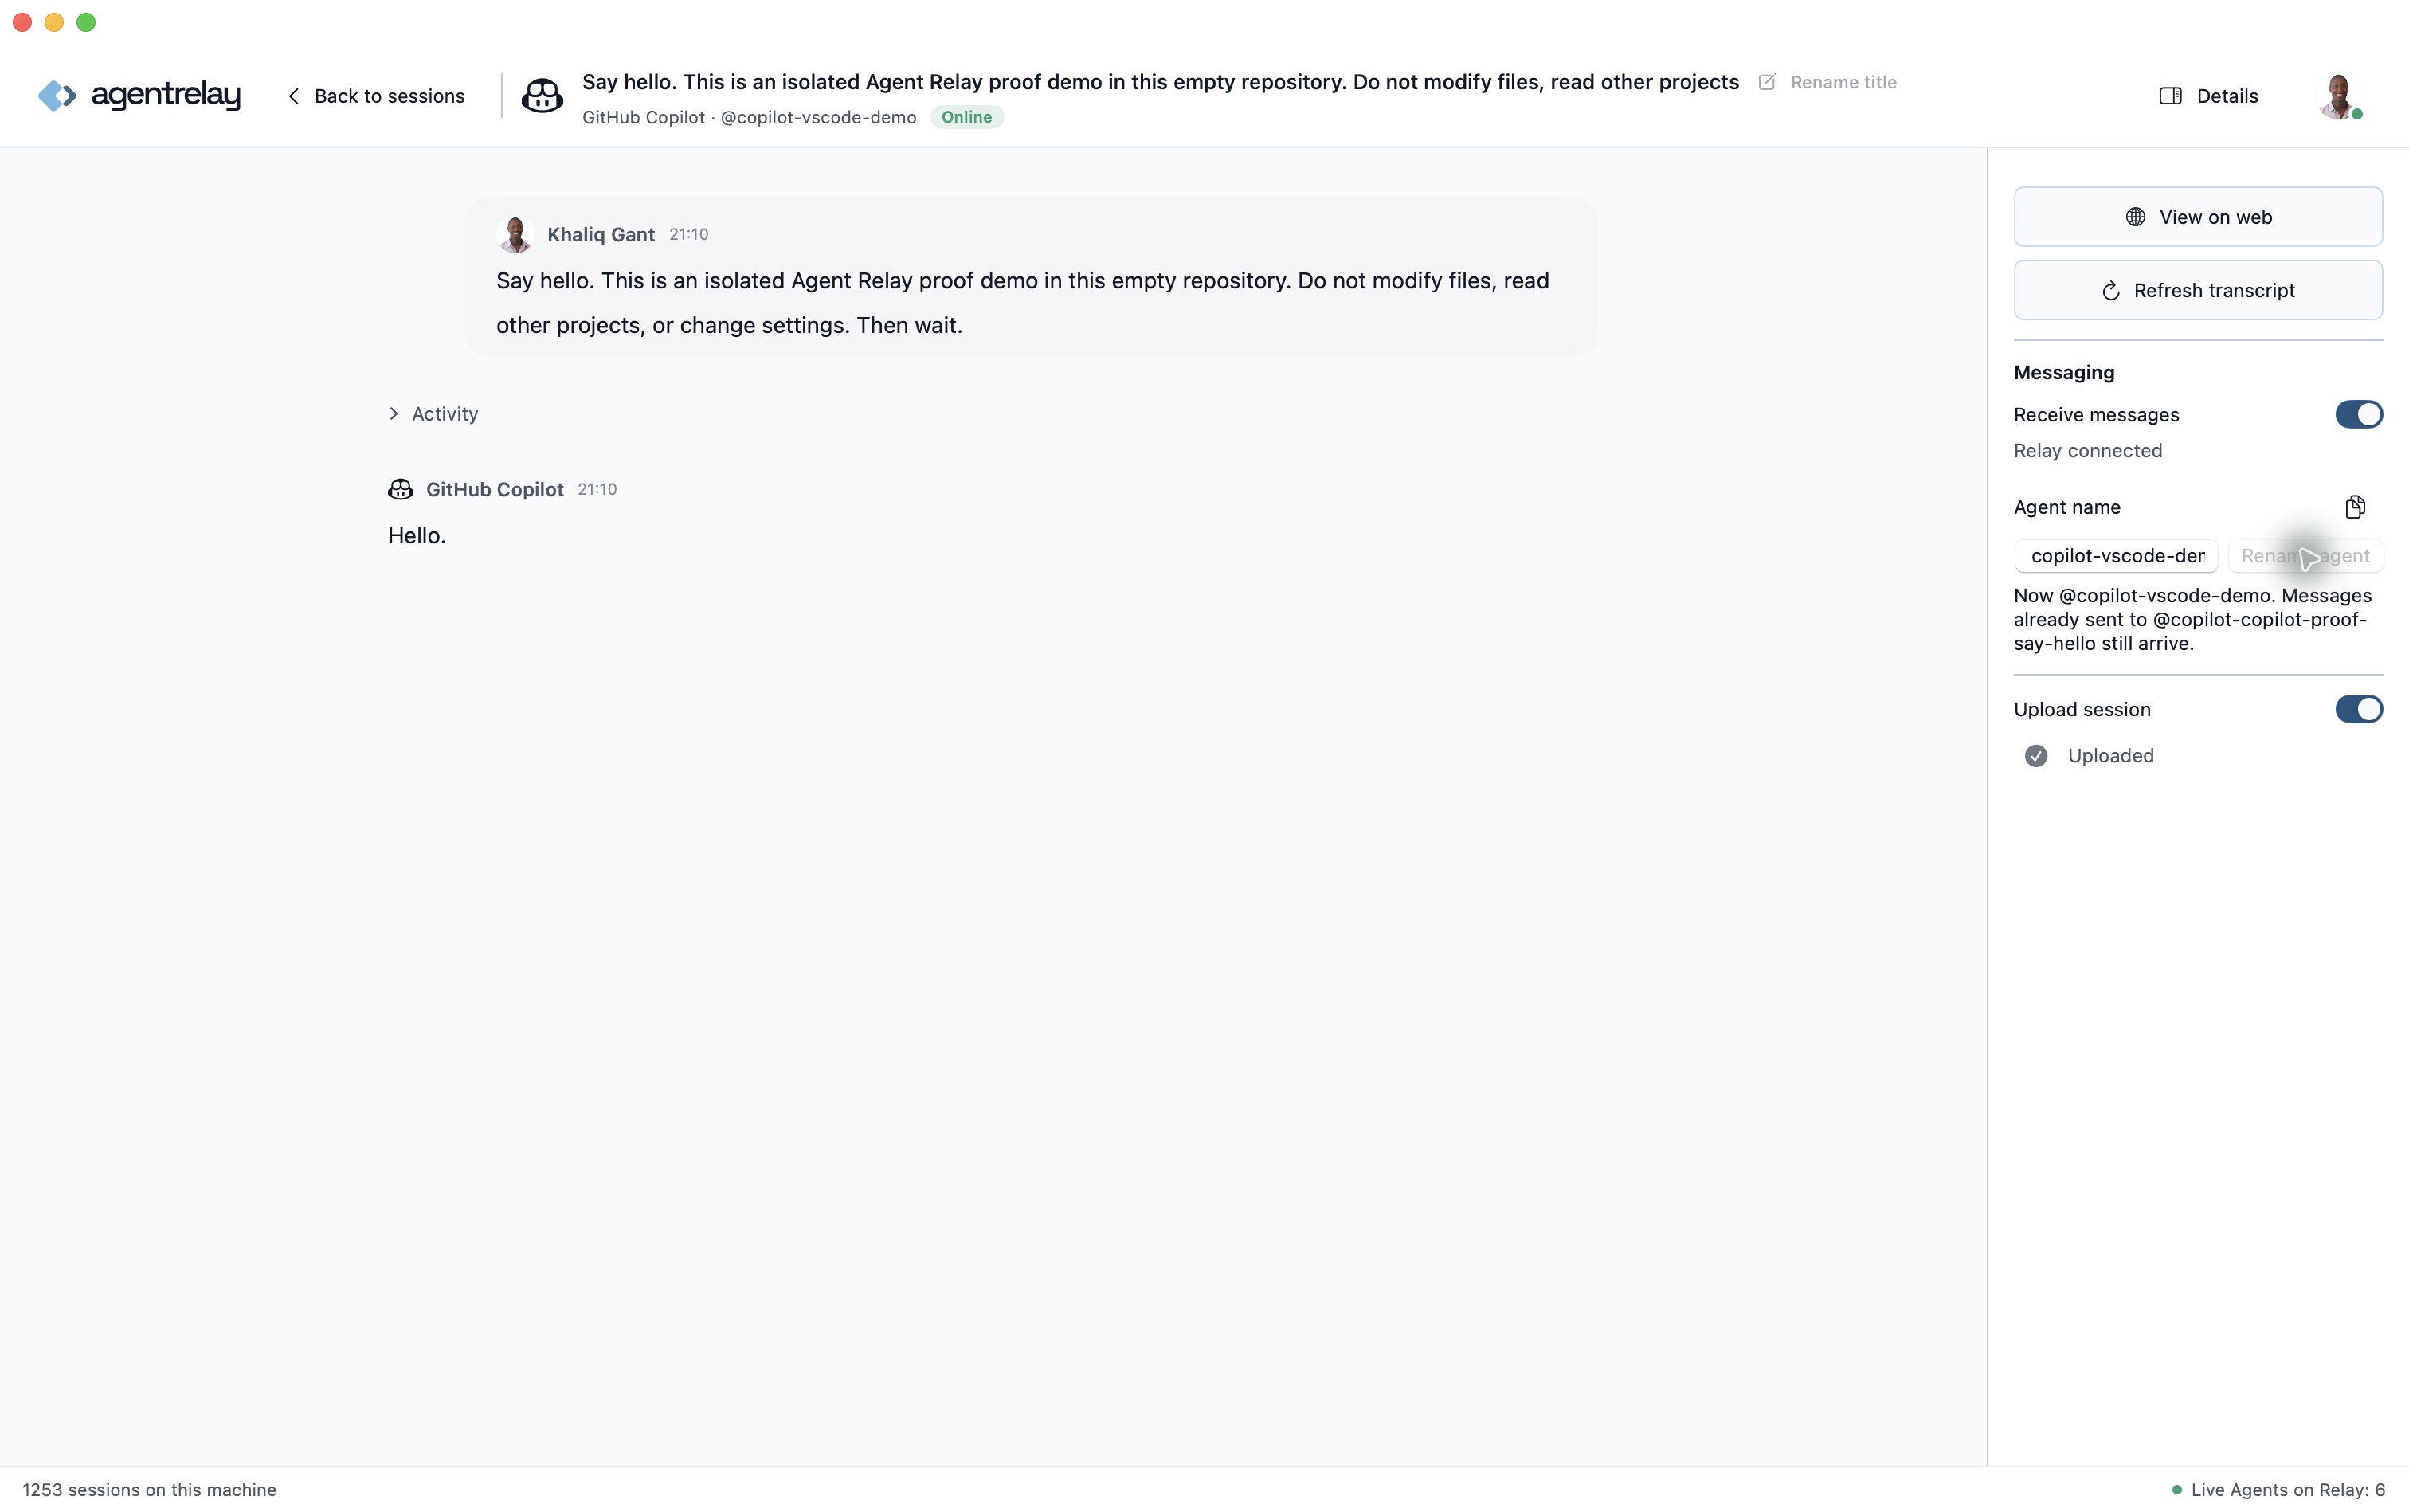 agentrelay
Back to sessions
Say hello. This is an isolated Agent Relay proof demo in this empty repository. Do not modify files, read other projects
Rename title
GitHub Copilot · @copilot-vscode-demo
Online
Details
Khaliq Gant 21:10
Say hello. This is an isolated Agent Relay proof demo in this empty repository. Do not modify files, read
other projects, or change settings. Then wait.
Activity
GitHub Copilot 21:10
Hello.
View on web
Refresh transcript
Messaging
Receive messages
Relay connected
Agent name
copilot-vscode-der
agent
Now @copilot-vscode-demo. Messages
already sent to @copilot-copilot-proof-
say-hello still arrive.
Upload session
Uploaded
1253 sessions on this machine
Live Agents on Relay: 6